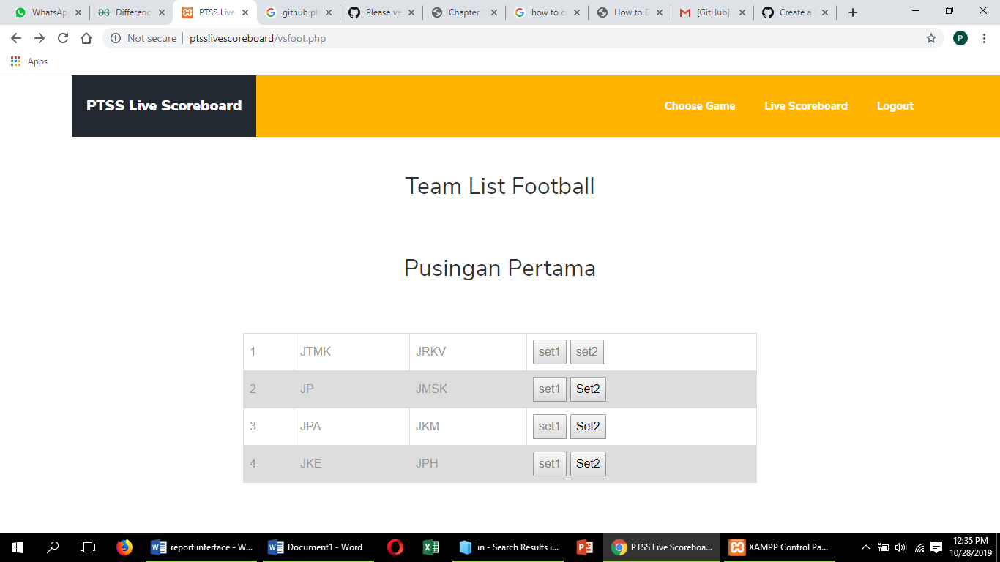 WhatsApp
Difference
PTSS Live
github ph
Please ve
Chapter
how to cr
How to D
[GitHub]
Create a
Not secure
ptsslivescoreboard/vsfoot.php
P
Apps
PTSS Live Scoreboard
Choose Game
Live Scoreboard
Logout
Team List Football
Pusingan Pertama
1 JTMK JRKV set1 set2
2 JP JMSK set1 Set2
3 JPA JKM set1 Set2
4 JKE JPH set1 Set2
report interface - W...
Document1 - Word
in - Search Results i...
PTSS Live Scoreboa...
XAMPP Control Pa...
12:35 PM
10/28/2019